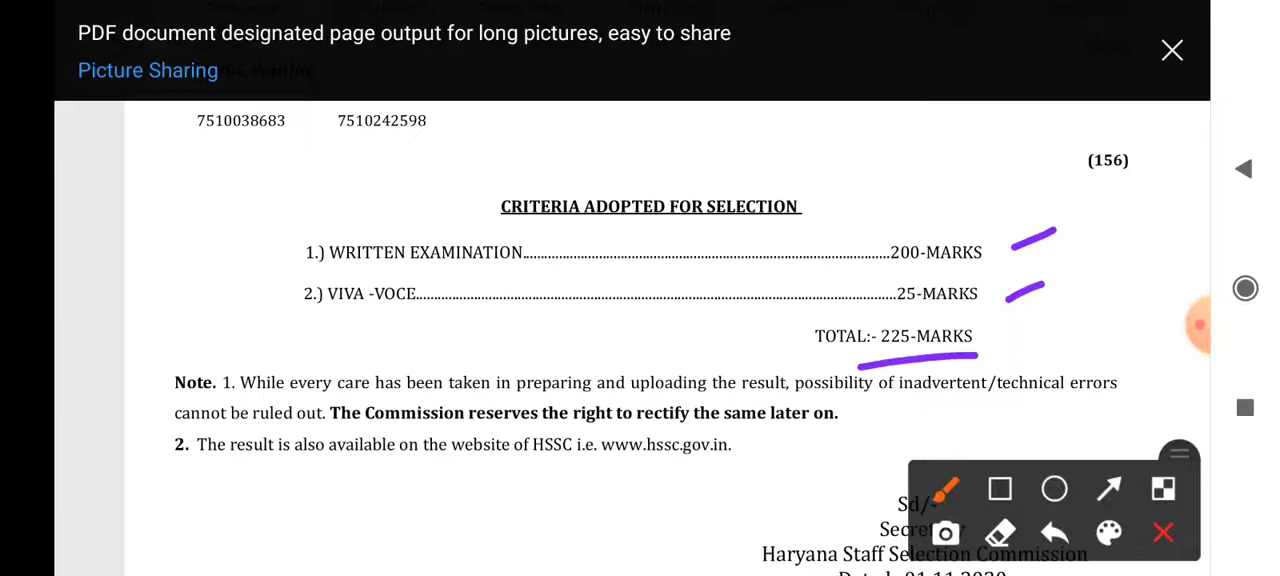 PDF document designated page output for long pictures, easy to share
Picture Sharing
7510038683 7510242598
(156)
CRITERIA ADOPTED FOR SELECTION
1.) WRITTEN EXAMINATION..........................................................................................200-MARKS
2.) VIVA -VOCE..................................................................................................................25-MARKS
TOTAL:- 225-MARKS
Note. 1. While every care has been taken in preparing and uploading the result, possibility of inadvertent/technical errors
cannot be ruled out. The Commission reserves the right to rectify the same later on.
2. The result is also available on the website of HSSC i.e. www.hssc.gov.in.
Sd/-
Secretary
Haryana Staff Selection Commission